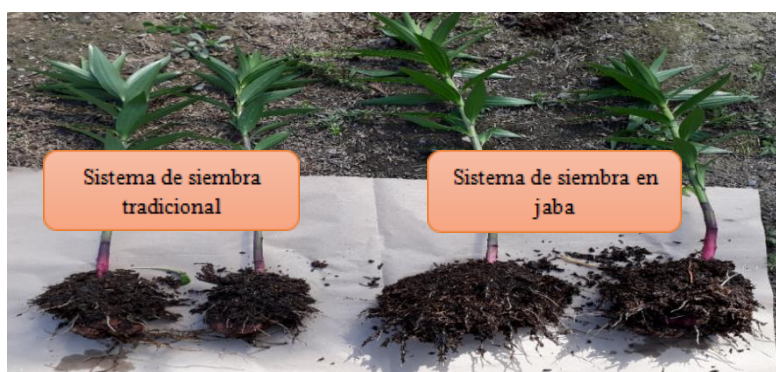 Sistema de siembra
tradicional
Sistema de siembra en
jaba